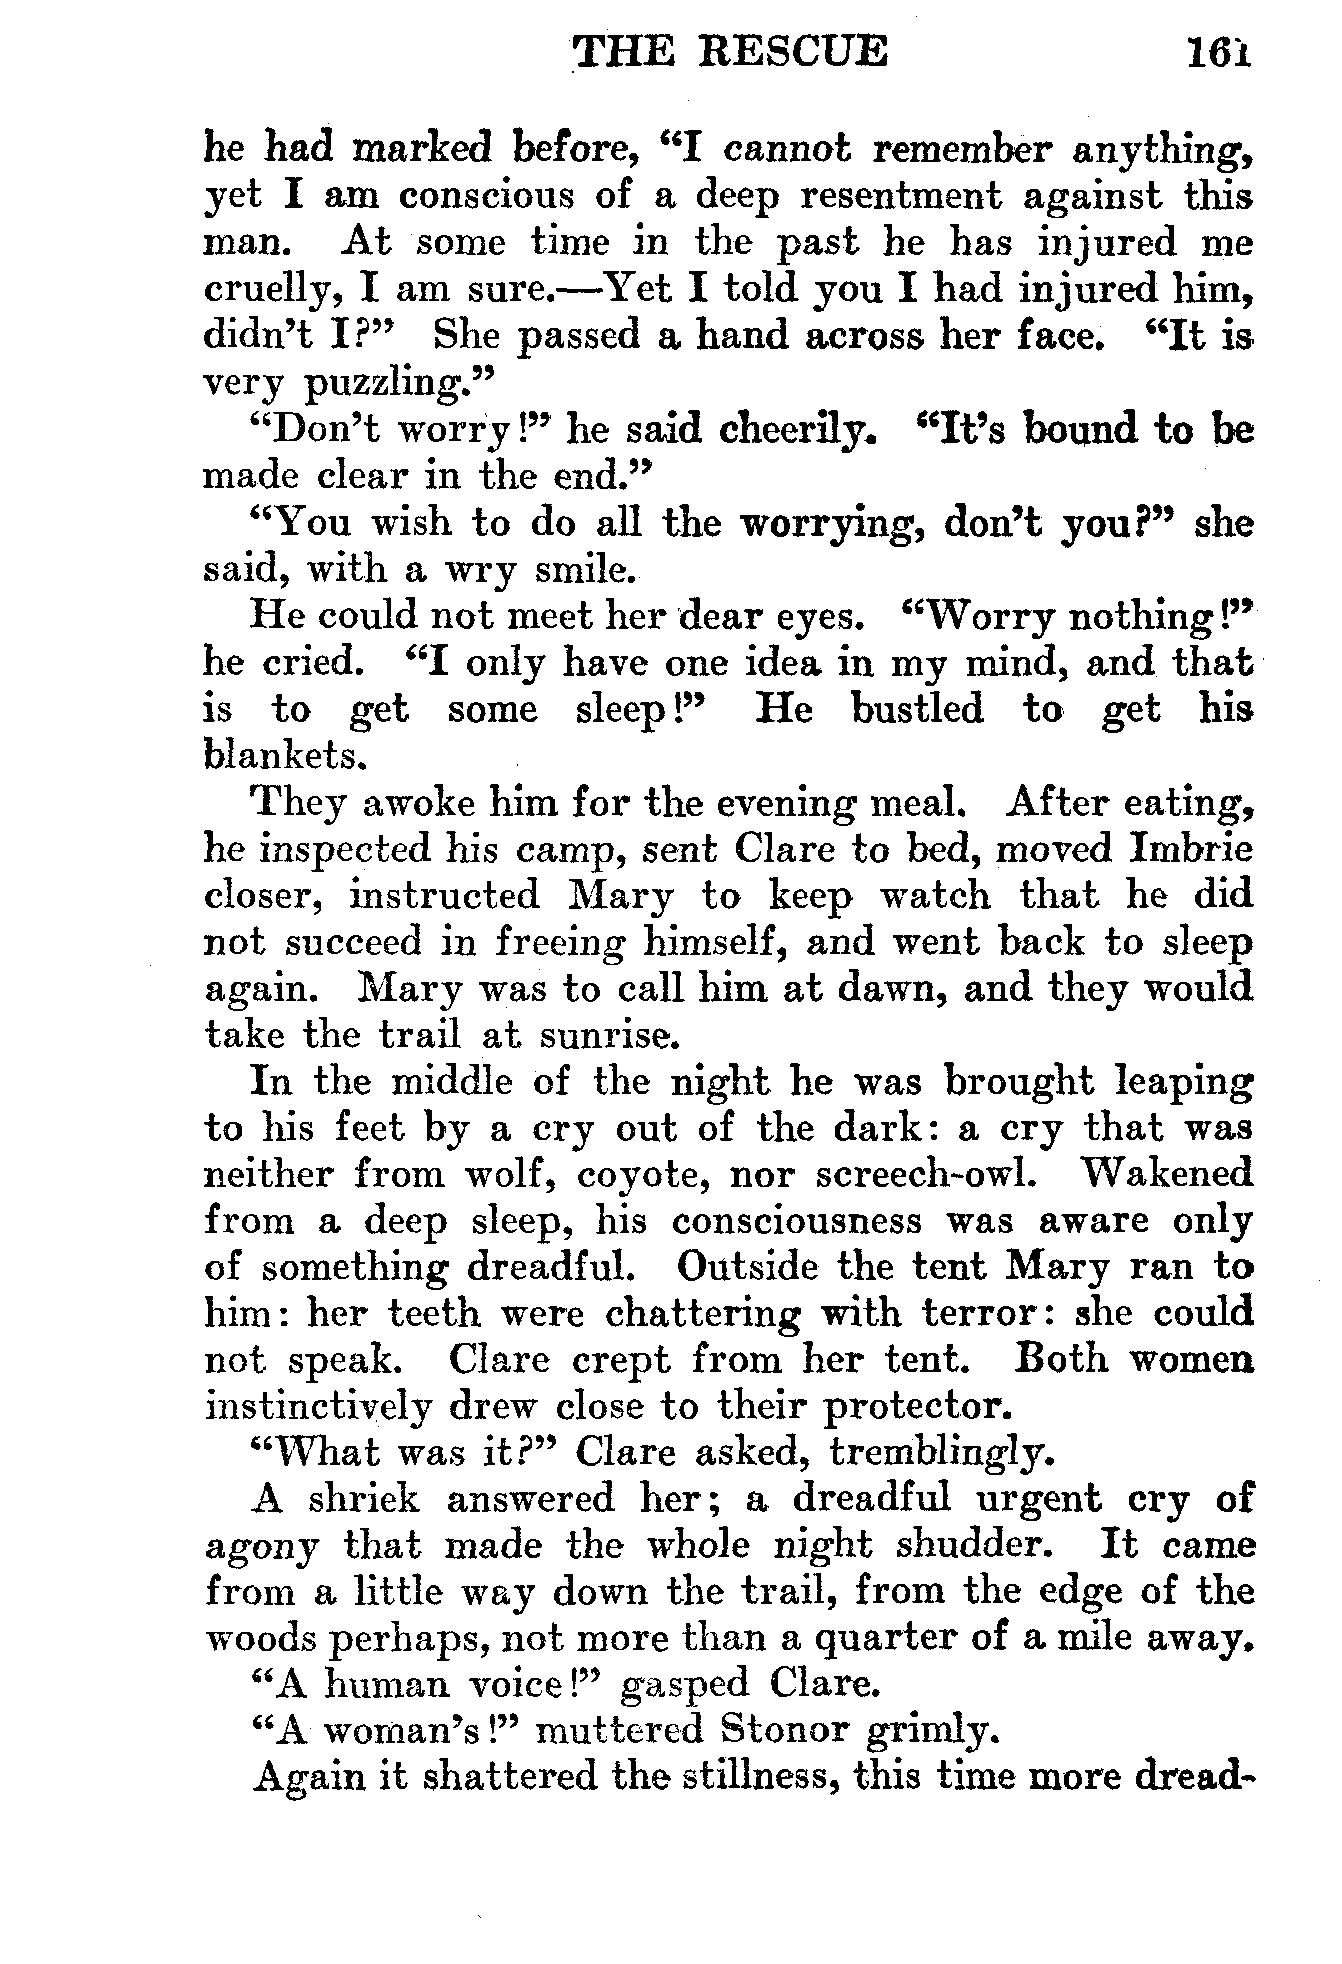 THE RESCUE 161
he had marked before, “I cannot remember anything,
yet I am conscious of a deep resentment against this
man. At some time in the past he has injured me
cruelly, I am sure.—Yet I told you I had injured him,
didn’t I?” She passed a hand across her face. “It is
very puzzling.”
“Don’t worry!” he said cheerily. “It’s bound to be
made clear in the end.”
“You wish to do all the worrying, don’t you?” she
said, with a wry smile.
He could not meet her dear eyes. “Worry nothing!”
he cried. “I only have one idea in my mind, and that
is to get some sleep!” He bustled to get his
blankets.
They awoke him for the evening meal. After eating,
he inspected his camp, sent Clare to bed, moved Imbrie
closer, instructed Mary to keep watch that he did
not succeed in freeing himself, and went back to sleep
again. Mary was to call him at dawn, and they would
take the trail at sunrise.
In the middle of the night he was brought leaping
to his feet by a cry out of the dark: a cry that was
neither from wolf, coyote, nor screech-owl. Wakened
from a deep sleep, his consciousness was aware only
of something dreadful. Outside the tent Mary ran to
him: her teeth were chattering with terror: she could
not speak. Clare crept from her tent. Both women
instinctively drew close to their protector.
“What was it?” Clare asked, tremblingly.
A shriek answered her; a dreadful urgent cry of
agony that made the whole night shudder. It came
from a little way down the trail, from the edge of the
woods perhaps, not more than a quarter of a mile away.
“A human voice!” gasped Clare.
“A woman’s!” muttered Stonor grimly.
Again it shattered the stillness, this time more dread-